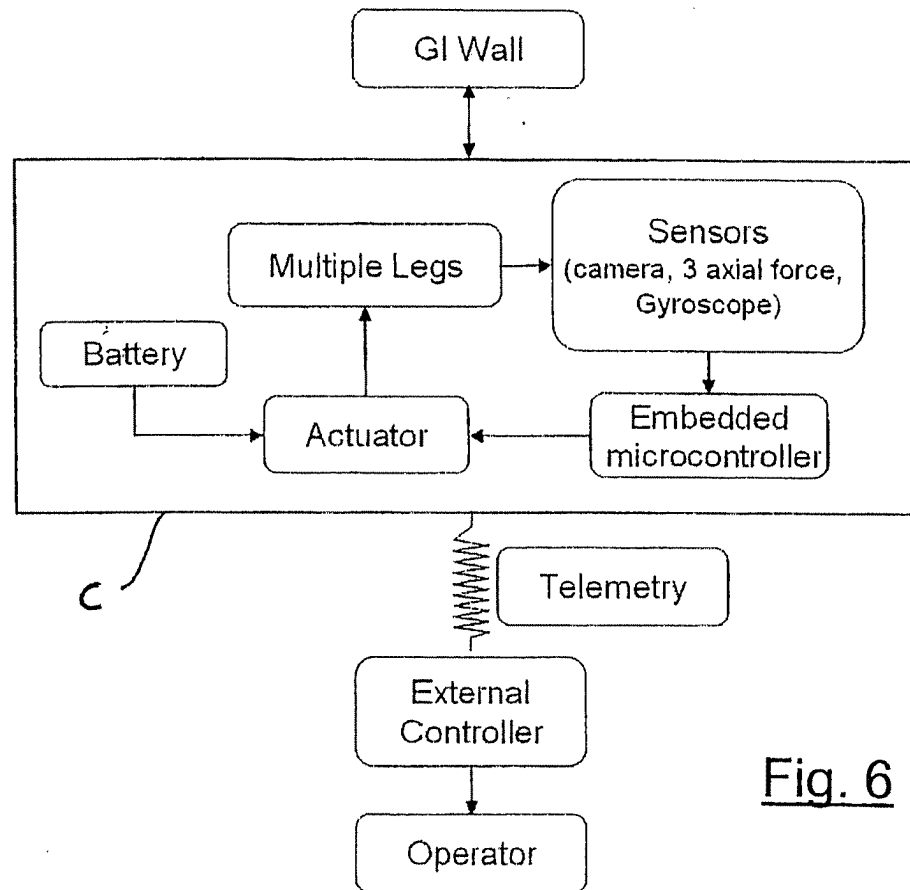 GI Wall
Sensors
(camera, 3 axial force,
Gyroscope)
Multiple Legs
Battery
Actuator
Embedded
microcontroller
C
Telemetry
External
Controller
Operator
Fig. 6